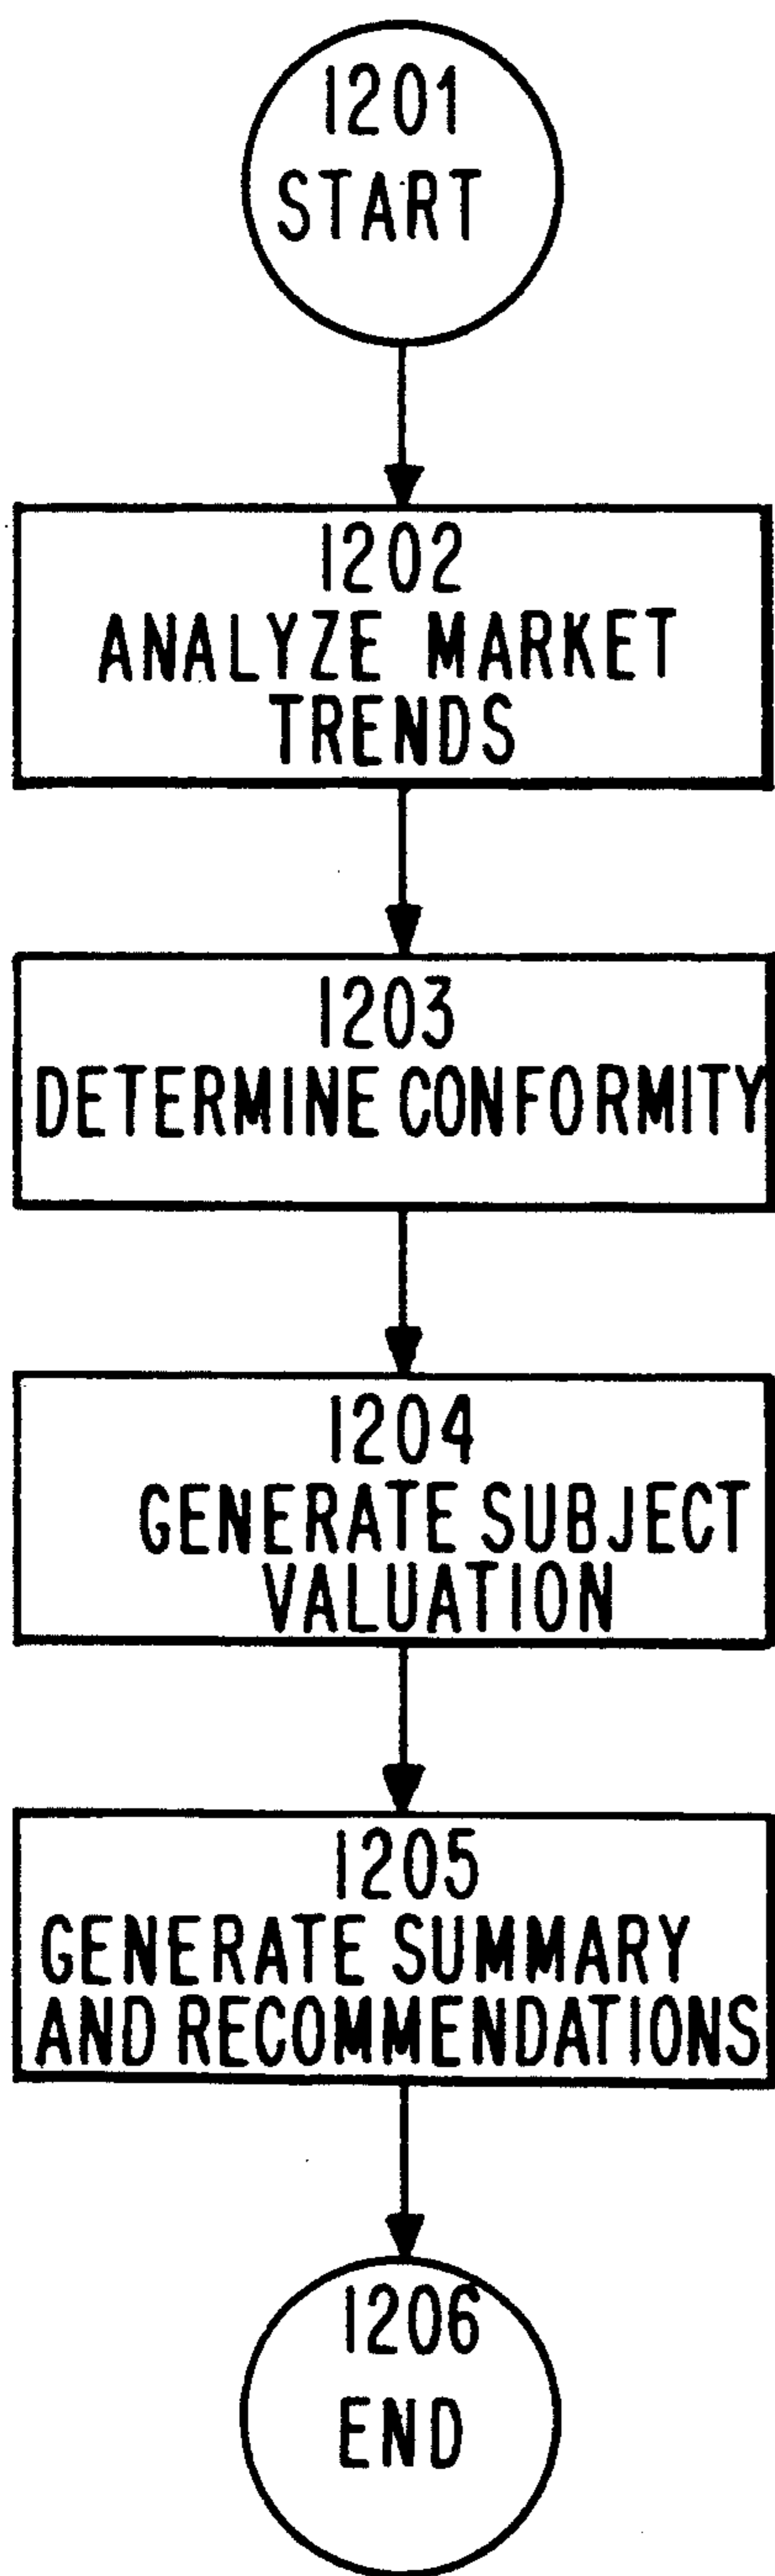 1201
START
1202
ANALYZE MARKET
TRENDS
1203
DETERMINE CONFORMITY
1204
GENERATE SUBJECT
VALUATION
1205
GENERATE SUMMARY
AND RECOMMENDATIONS
1206
END